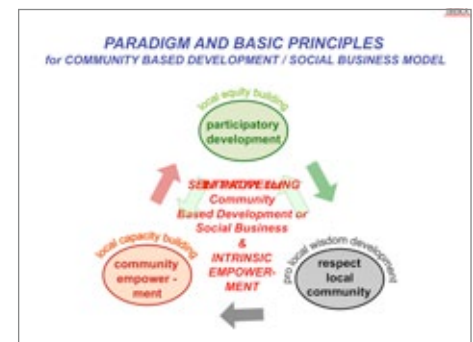 PARADIGM AND BASIC PRINCIPLES
for COMMUNITY BASED DEVELOPMENT / SOCIAL BUSINESS MODEL
local equity building
participatory
development
Community
Based Development or
Social Business
&
INTRINSIC
EMPOWER-
MENT
local capacity building
community
empower -
ment
pro local wisdom development
respect
local
community